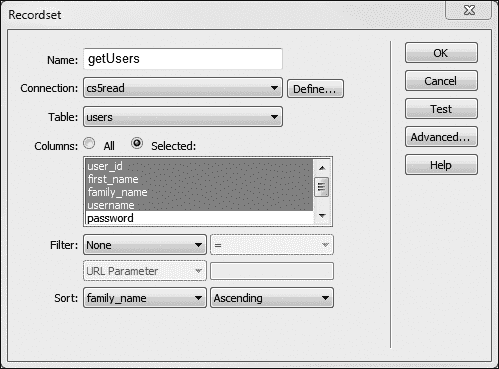 Recordset
Name: getUsers
OK
Connection: cs5read Define...
Cancel
Table: users
Test
Columns: All Selected:
Advanced...
user_id
Help
first_name
family_name
username
password
Filter: None =
URL Parameter
Sort: family_name Ascending